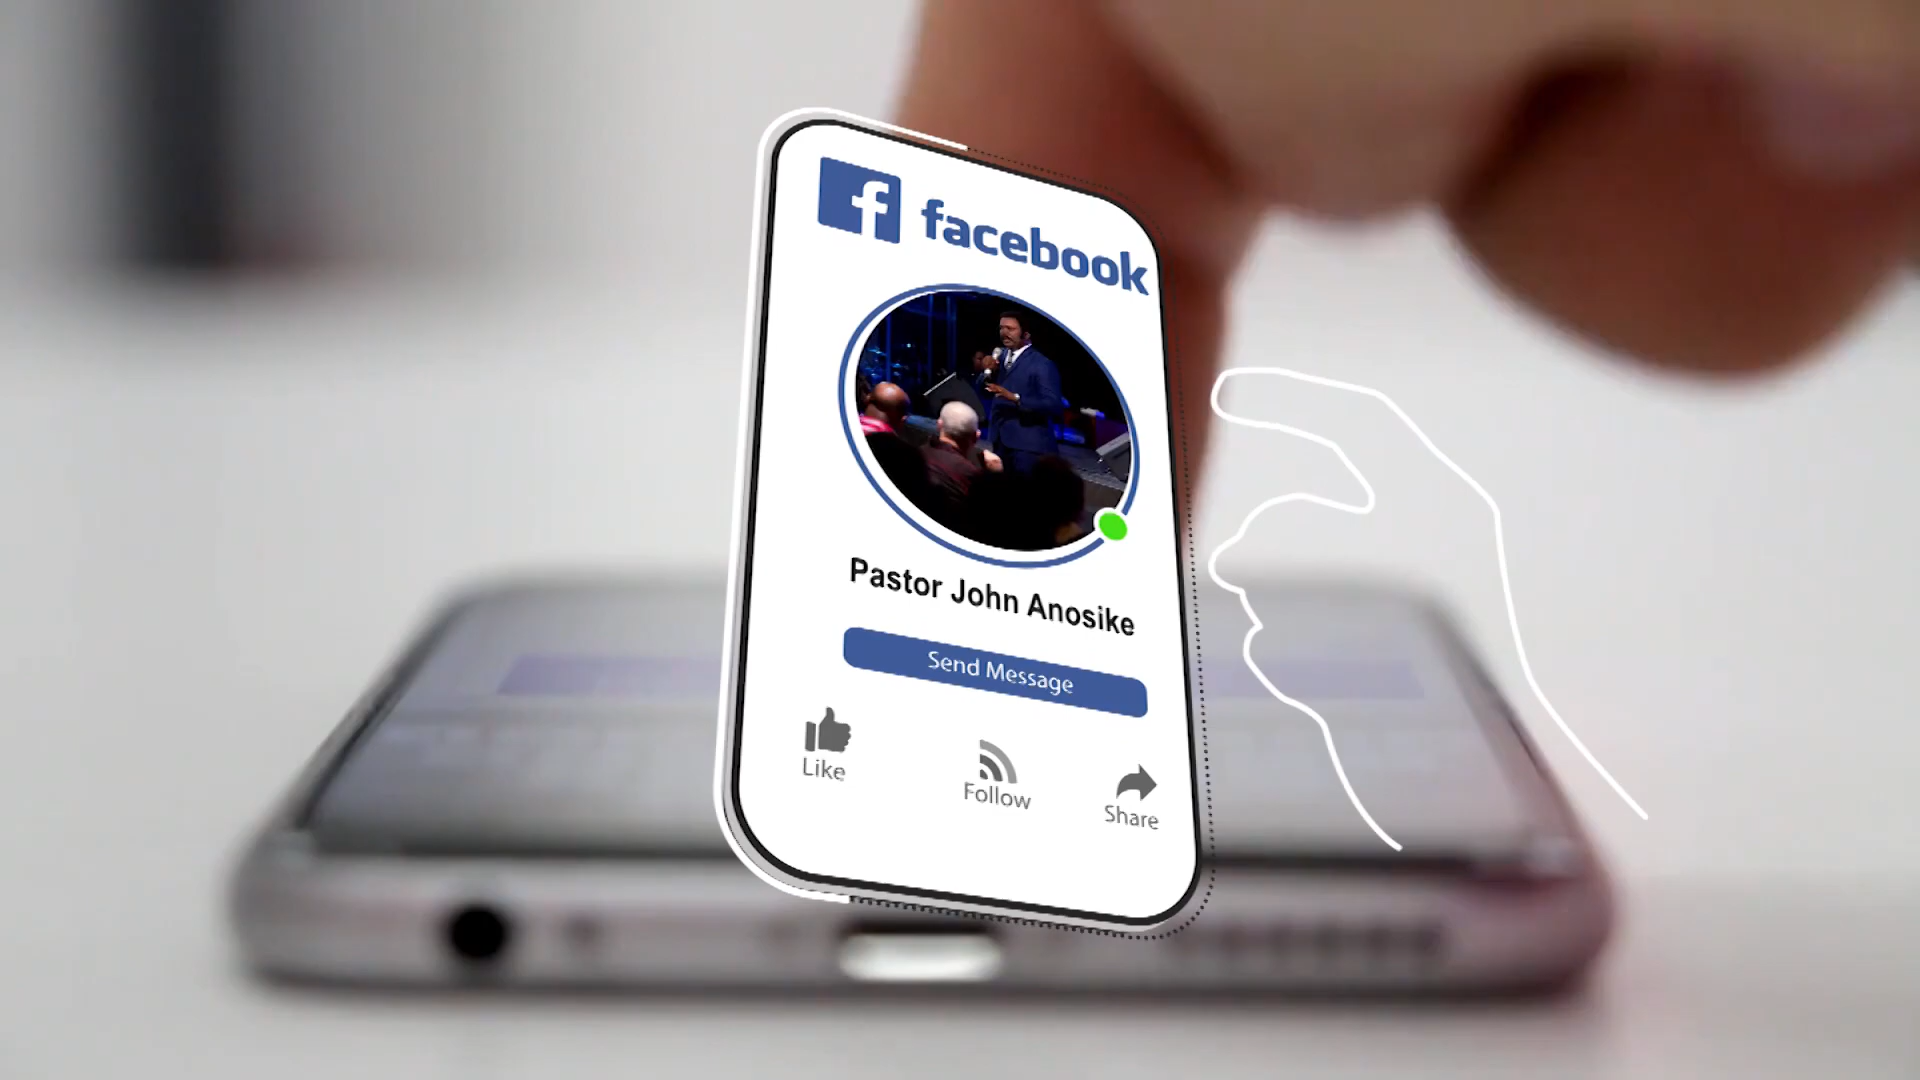 facebook
Pastor John Anosike
Send Message
Like
Follow
Share